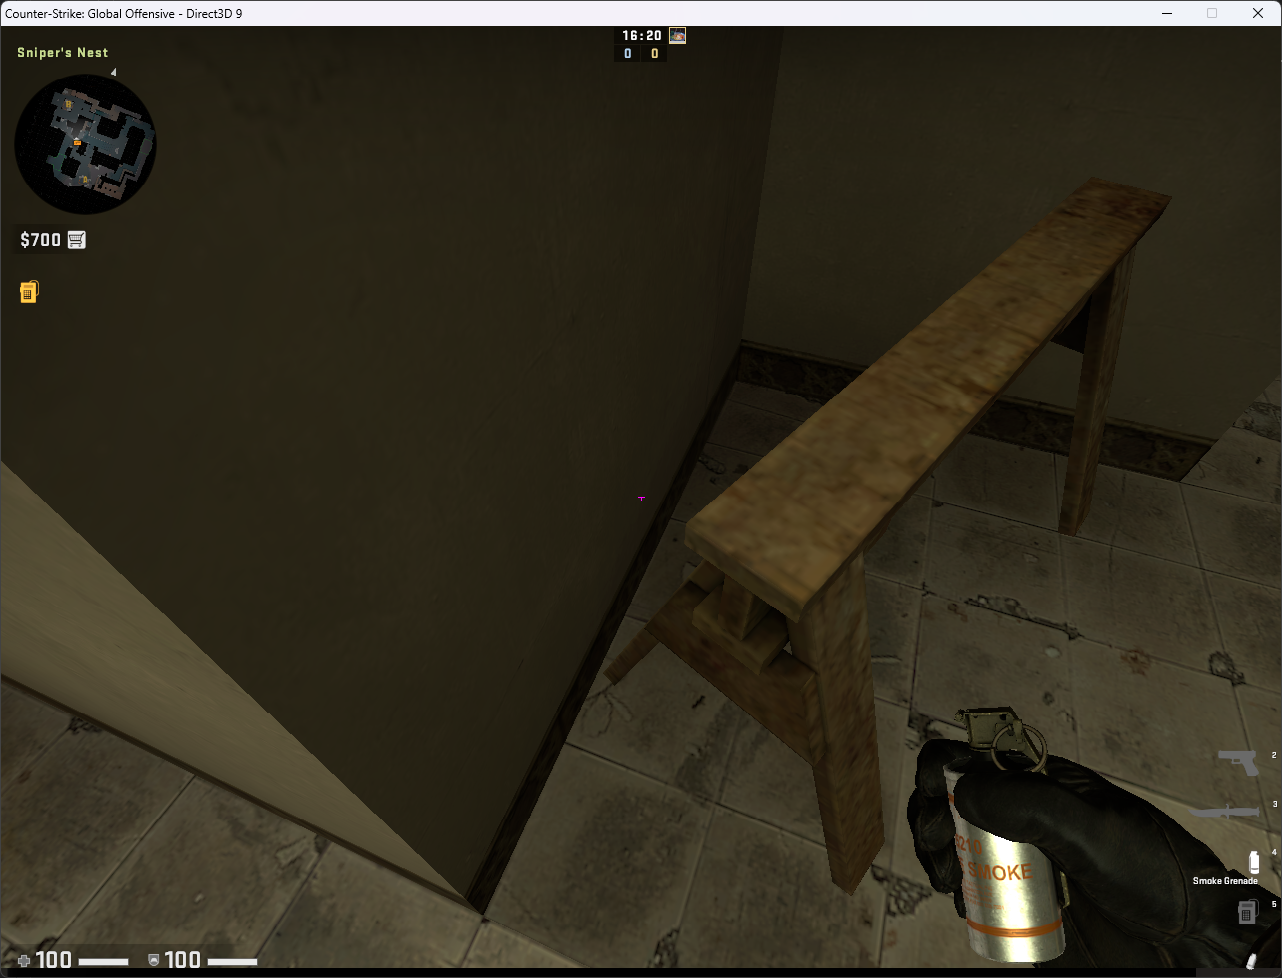 Counter-Strike: Global Offensive - Direct3D 9
Sniper's Nest
16:20
0 0
$700
2
3
4
Smoke Grenade
5
SMOKE
100 100